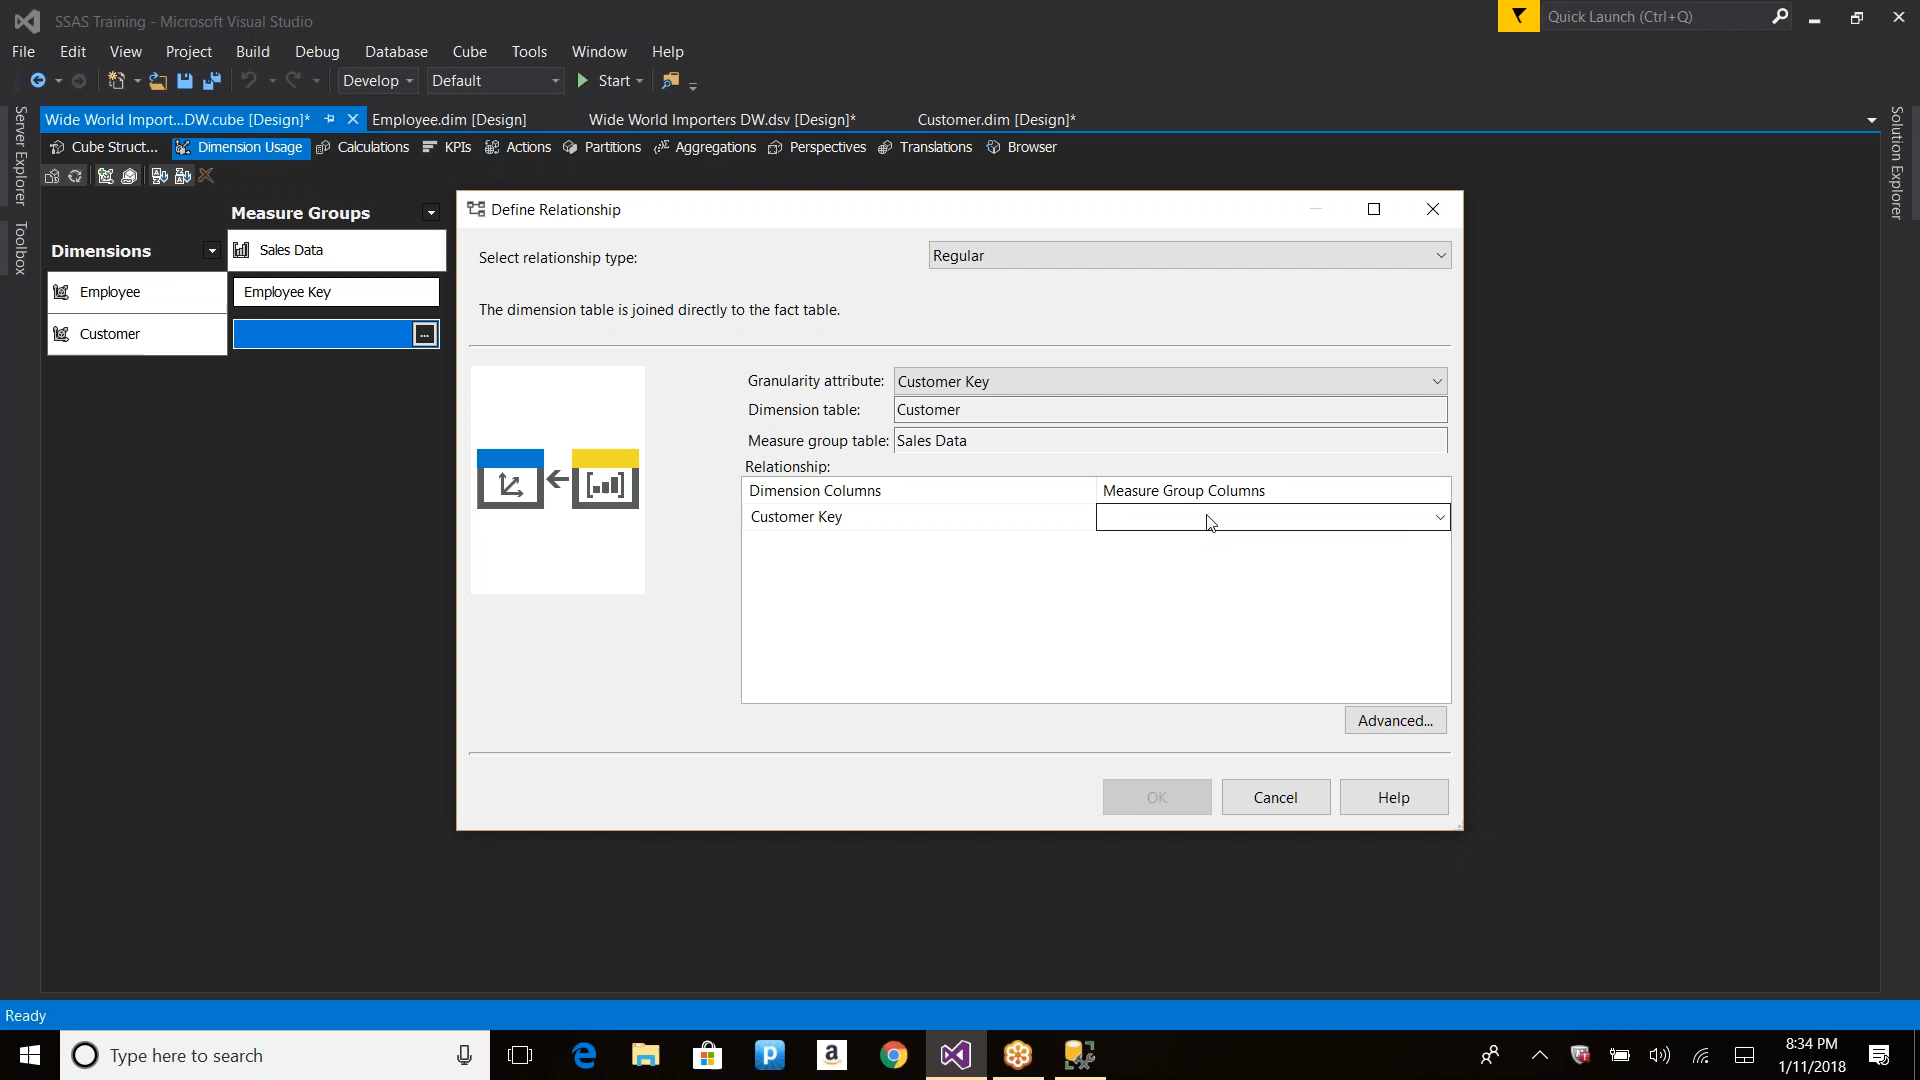 SSAS Training - Microsoft Visual Studio
Quick Launch (Ctrl+Q)
File Edit View Project Build Debug Database Cube Tools Window Help
Develop Default Start
Server Explorer
Toolbox
Solution Explorer
Wide World Import...DW.cube [Design]* Employee.dim [Design] Wide World Importers DW.dsv [Design]* Customer.dim [Design]*
Cube Struct... Dimension Usage Calculations KPIs Actions Partitions Aggregations Perspectives Translations Browser
Measure Groups
Dimensions
Sales Data
Employee
Employee Key
Customer
...
Define Relationship
Select relationship type:
Regular
The dimension table is joined directly to the fact table.
Granularity attribute:
Customer Key
Dimension table:
Customer
Measure group table:
Sales Data
Relationship:
Dimension Columns
Measure Group Columns
Customer Key
Advanced...
OK
Cancel
Help
Ready
Type here to search
8:34 PM
1/11/2018